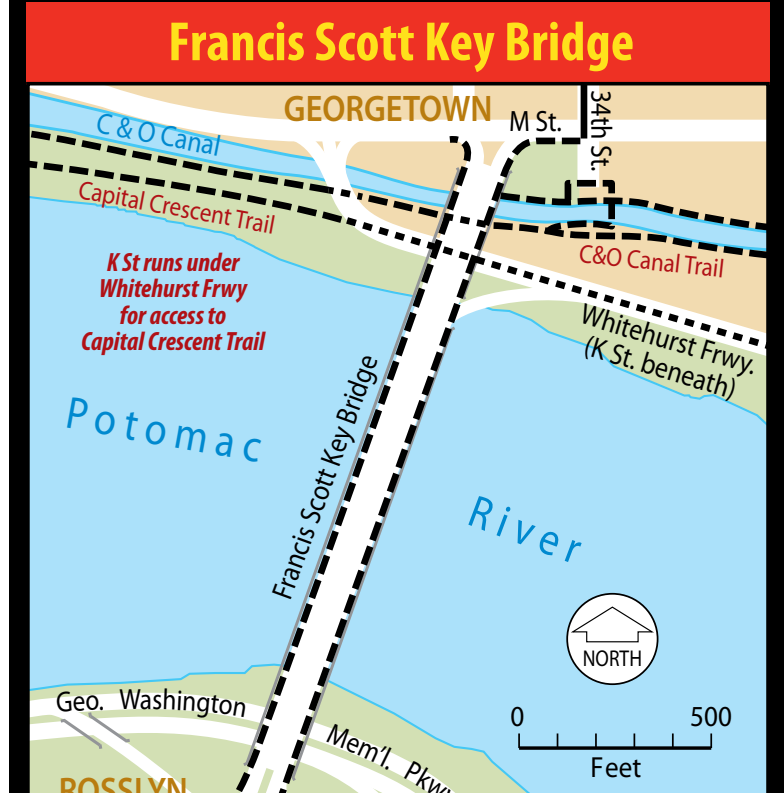 Francis Scott Key Bridge
GEORGETOWN
M St.
34th St.
C & O Canal
Capital Crescent Trail
C&O Canal Trail
K St runs under
Whitehurst Frwy
for access to
Capital Crescent Trail
Whitehurst Frwy.
(K St. beneath)
Francis Scott Key Bridge
Potomac
River
NORTH
Geo. Washington
Mem'l. Pkwy
0 500
Feet
ROSSLYN